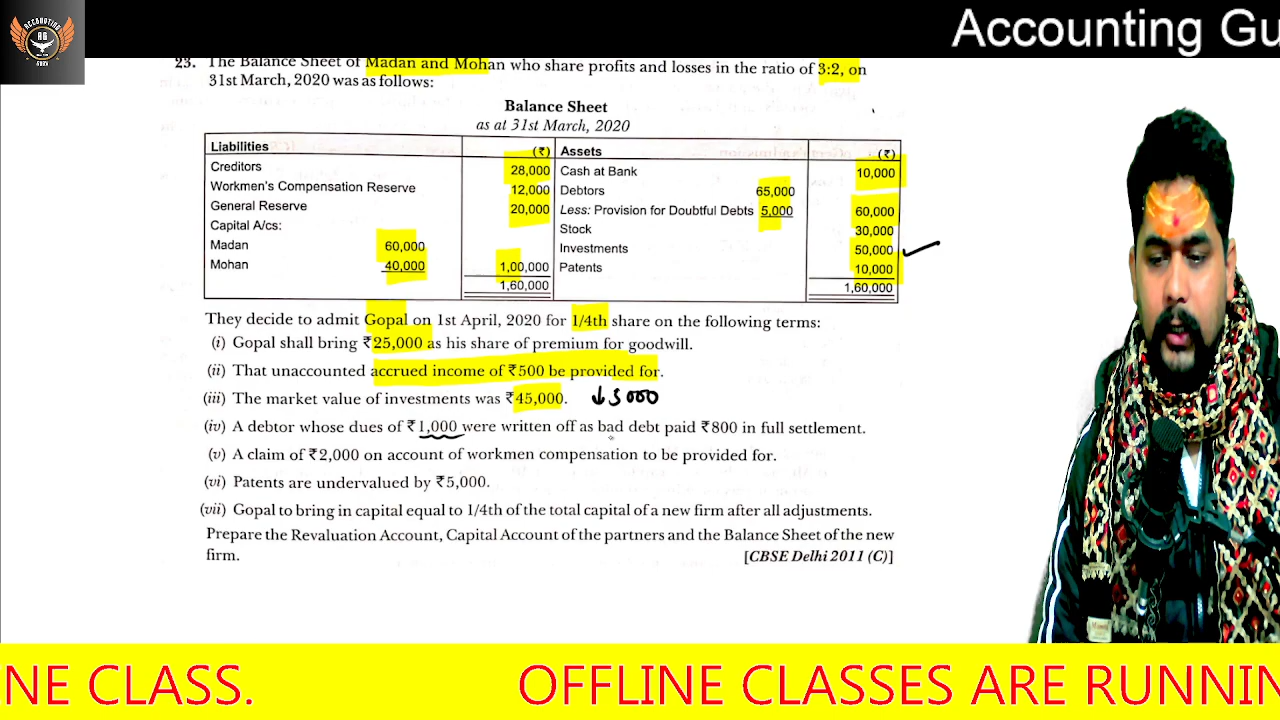 ACCOUNTING
AG
GURU
Accounting Gu
23. The Balance Sheet of Madan and Mohan who share profits and losses in the ratio of 3:2, on
31st March, 2020 was as follows:
Balance Sheet
as at 31st March, 2020
Liabilities (₹) Assets (₹)
Creditors 28,000 Cash at Bank 10,000
Workmen's Compensation Reserve 12,000 Debtors 65,000
General Reserve 20,000 Less: Provision for Doubtful Debts 5,000 60,000
Capital A/cs: Stock 30,000
Madan 60,000 Investments 50,000
Mohan 40,000 1,00,000 Patents 10,000
1,60,000 1,60,000
They decide to admit Gopal on 1st April, 2020 for 1/4th share on the following terms:
(i) Gopal shall bring ₹25,000 as his share of premium for goodwill.
(ii) That unaccounted accrued income of ₹500 be provided for.
(iii) The market value of investments was ₹45,000. ↓5000
(iv) A debtor whose dues of ₹1,000 were written off as bad debt paid ₹800 in full settlement.
(v) A claim of ₹2,000 on account of workmen compensation to be provided for.
(vi) Patents are undervalued by ₹5,000.
(vii) Gopal to bring in capital equal to 1/4th of the total capital of a new firm after all adjustments.
Prepare the Revaluation Account, Capital Account of the partners and the Balance Sheet of the new
firm. [CBSE Delhi 2011 (C)]
NE CLASS. OFFLINE CLASSES ARE RUNNIN